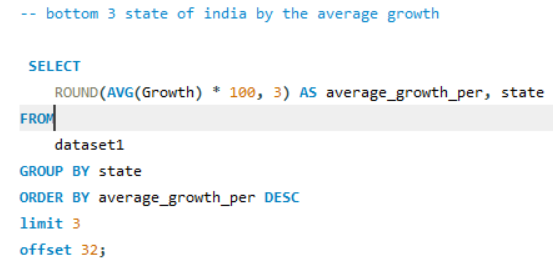 -- bottom 3 state of india by the average growth
SELECT
ROUND(AVG(Growth) * 100, 3) AS average_growth_per, state
FROM
dataset1
GROUP BY state
ORDER BY average_growth_per DESC
limit 3
offset 32;